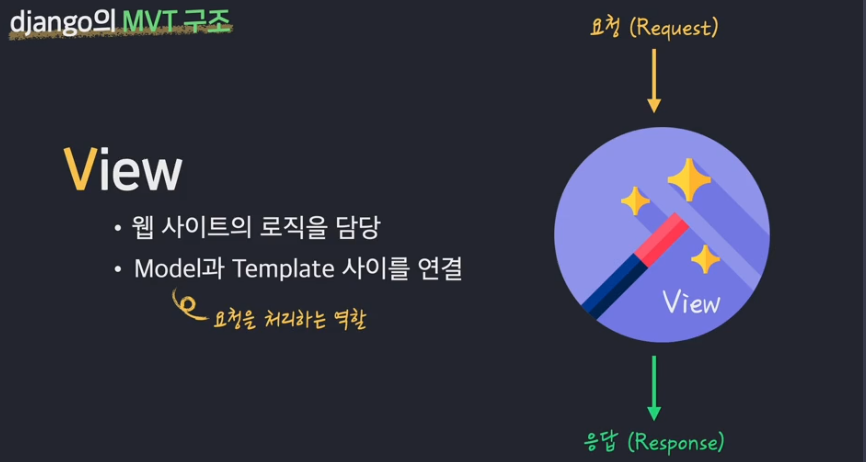 django의 MVT 구조
요청 (Request)
View
• 웹 사이트의 로직을 담당
• Model과 Template 사이를 연결
요청을 처리하는 역할
View
응답 (Response)